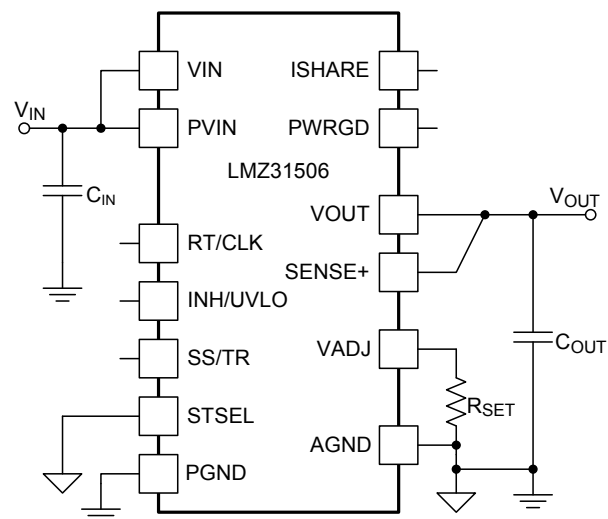 VIN
ISHARE
V_IN
PVIN
PWRGD
LMZ31506
C_IN
VOUT
V_OUT
RT/CLK
SENSE+
INH/UVLO
VADJ
C_OUT
SS/TR
R_SET
STSEL
AGND
PGND